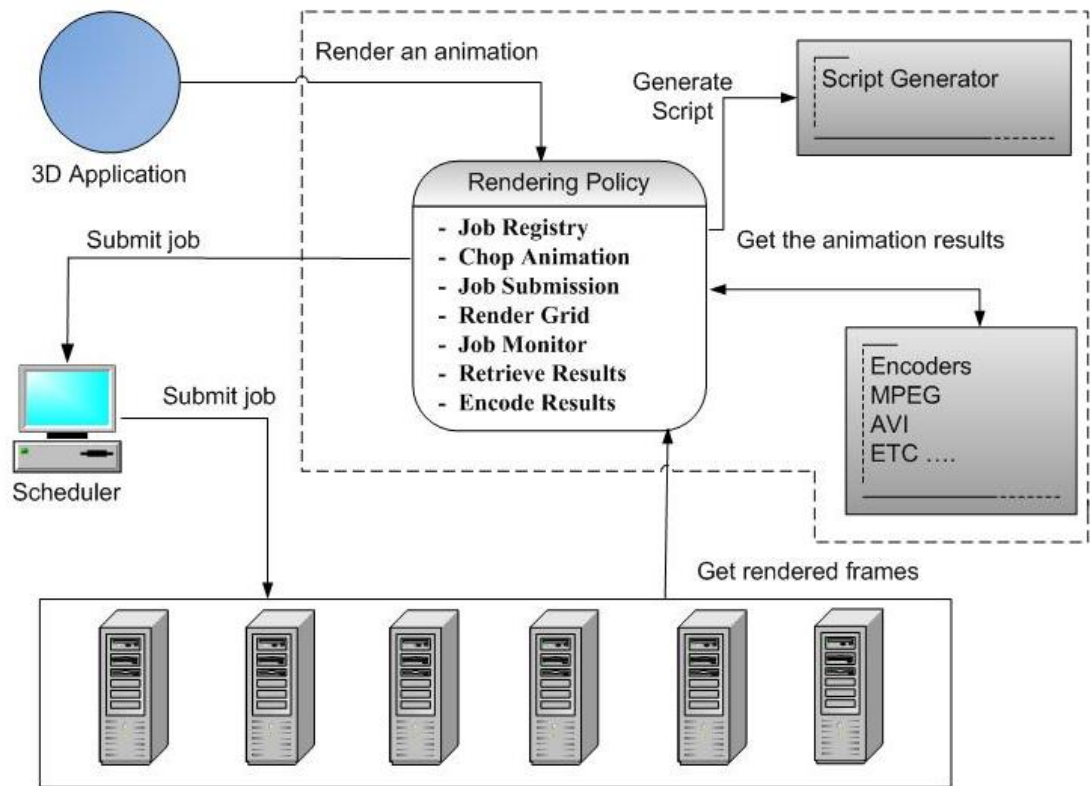 Render an animation
3D Application
Generate
Script
Script Generator
Rendering Policy
- Job Registry
- Chop Animation
- Job Submission
- Render Grid
- Job Monitor
- Retrieve Results
- Encode Results
Submit job
Get the animation results
Encoders
MPEG
AVI
ETC ....
Submit job
Scheduler
Get rendered frames